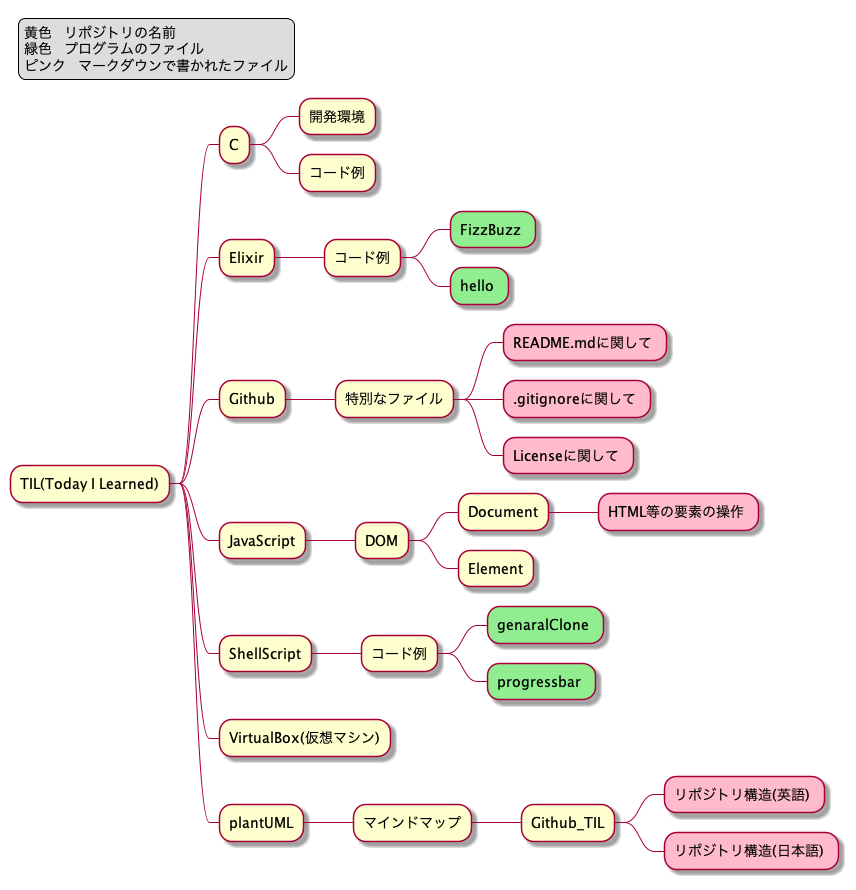 黄色　リポジトリの名前
緑色　プログラムのファイル
ピンク　マークダウンで書かれたファイル
TIL(Today I Learned)
C
開発環境
コード例
Elixir
コード例
FizzBuzz
hello
Github
特別なファイル
README.mdに関して
.gitignoreに関して
Licenseに関して
JavaScript
DOM
Document
HTML等の要素の操作
Element
ShellScript
コード例
genaralClone
progressbar
VirtualBox(仮想マシン)
plantUML
マインドマップ
Github_TIL
リポジトリ構造(英語)
リポジトリ構造(日本語)